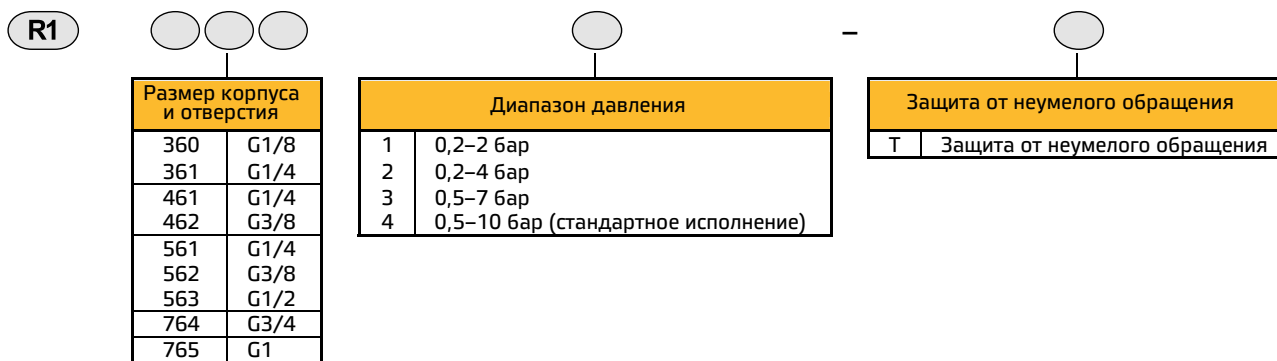 R1
–
Размер корпуса
и отверстия
360 G1/8
361 G1/4
461 G1/4
462 G3/8
561 G1/4
562 G3/8
563 G1/2
764 G3/4
765 G1
Диапазон давления
1 0,2–2 бар
2 0,2–4 бар
3 0,5–7 бар
4 0,5–10 бар (стандартное исполнение)
Защита от неумелого обращения
T Защита от неумелого обращения